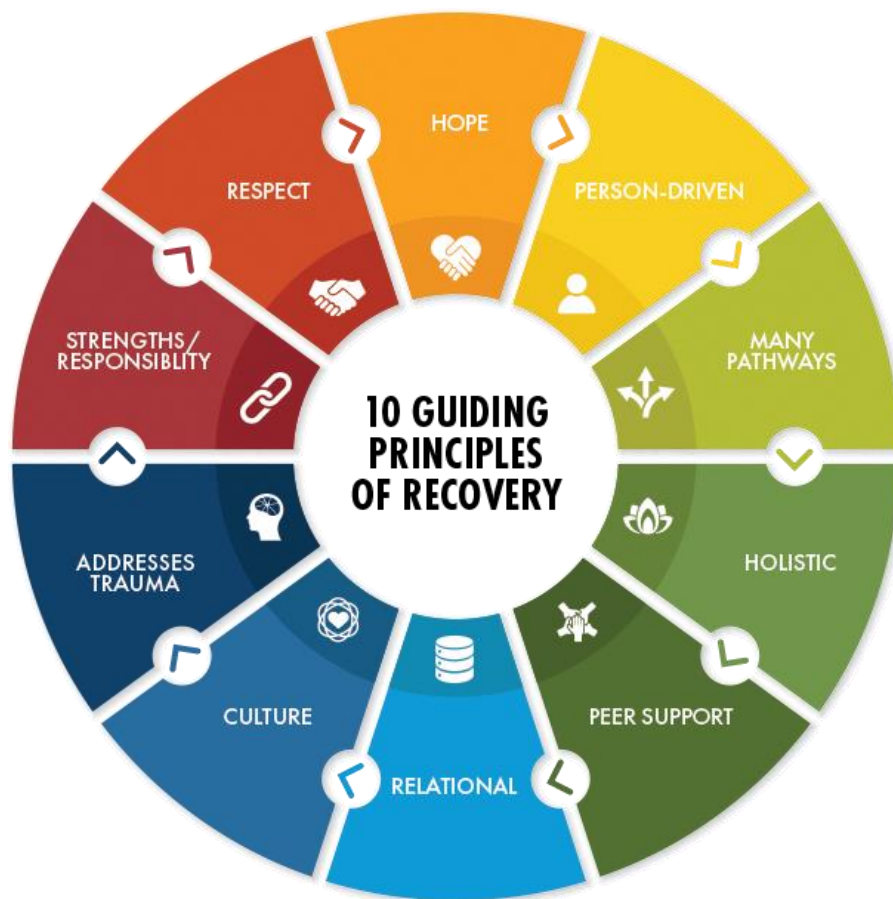 10 GUIDING
PRINCIPLES
OF RECOVERY
HOPE
PERSON-DRIVEN
MANY
PATHWAYS
HOLISTIC
PEER SUPPORT
RELATIONAL
CULTURE
ADDRESSES
TRAUMA
STRENGTHS/
RESPONSIBLITY
RESPECT